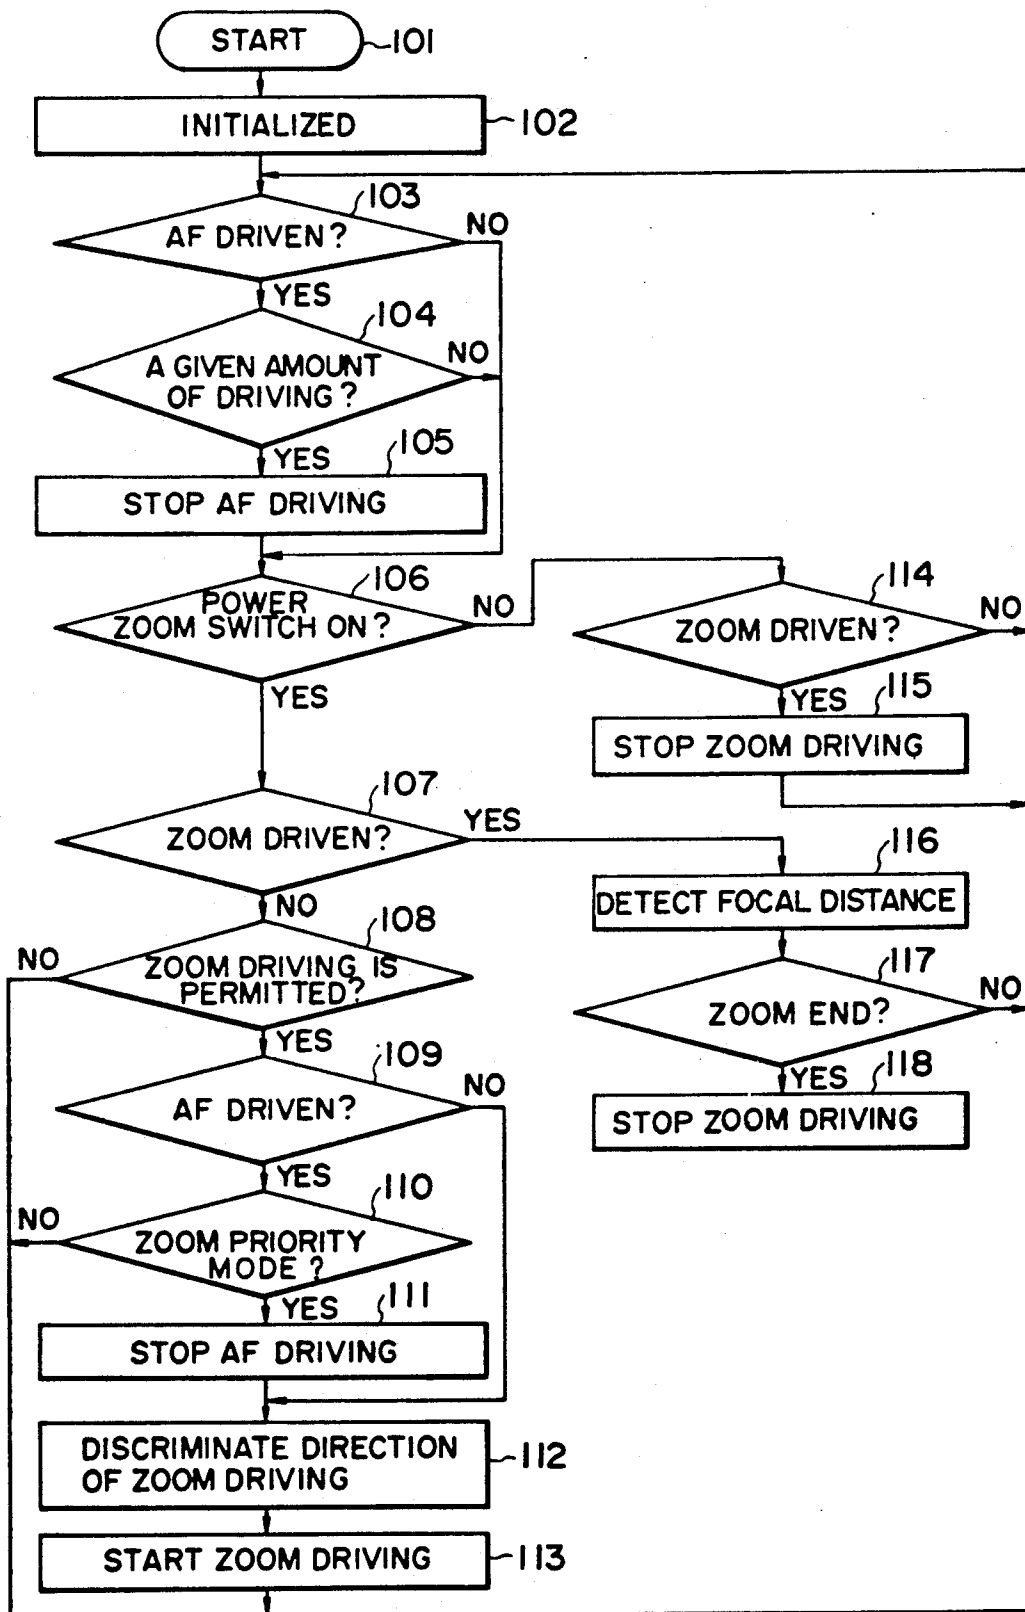 START
101
INITIALIZED
102
103
AF DRIVEN?
NO
YES
104
A GIVEN AMOUNT
OF DRIVING?
NO
YES
105
STOP AF DRIVING
106
POWER
ZOOM SWITCH ON?
NO
YES
114
ZOOM DRIVEN?
NO
YES
115
STOP ZOOM DRIVING
107
ZOOM DRIVEN?
YES
NO
116
DETECT FOCAL DISTANCE
108
NO
ZOOM DRIVING IS
PERMITTED?
YES
117
ZOOM END?
NO
YES
118
STOP ZOOM DRIVING
109
AF DRIVEN?
NO
YES
110
NO
ZOOM PRIORITY
MODE?
YES
111
STOP AF DRIVING
DISCRIMINATE DIRECTION
OF ZOOM DRIVING
112
START ZOOM DRIVING
113